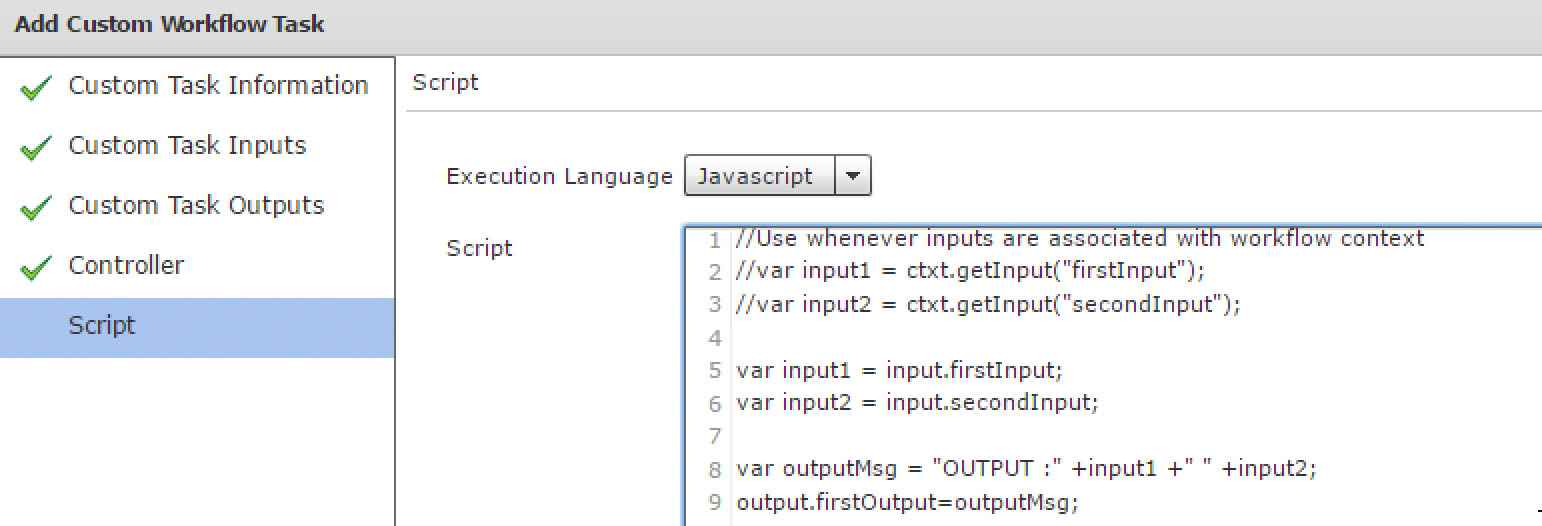 Add Custom Workflow Task
Custom Task Information
Custom Task Inputs
Custom Task Outputs
Controller
Script
Script
Execution Language Javascript
Script
1 //Use whenever inputs are associated with workflow context
2 //var input1 = ctxt.getInput("firstInput");
3 //var input2 = ctxt.getInput("secondInput");
4
5 var input1 = input.firstInput;
6 var input2 = input.secondInput;
7
8 var outputMsg = "OUTPUT :" +input1 +" " +input2;
9 output.firstOutput=outputMsg;